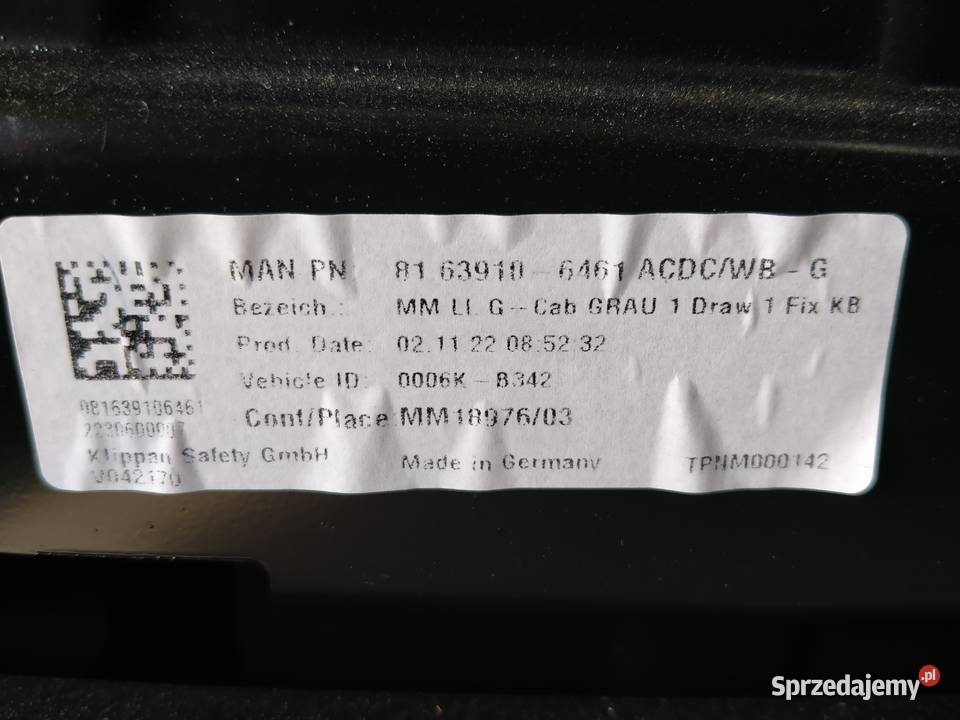 MAN PN: 81.63910-6461 ACDC/WB-G
Bezeich.: MM LL G-Cab GRAU 1 Draw 1 Fix KB
Prod. Date: 02.11.22 08:52:32
Vehicle ID: 0006K-B342
Cont/Place MM18976/03
081639106461
2230600007
Klippan Safety GmbH
Made in Germany
TPNM000142
V042170
Sprzedajemy.pl